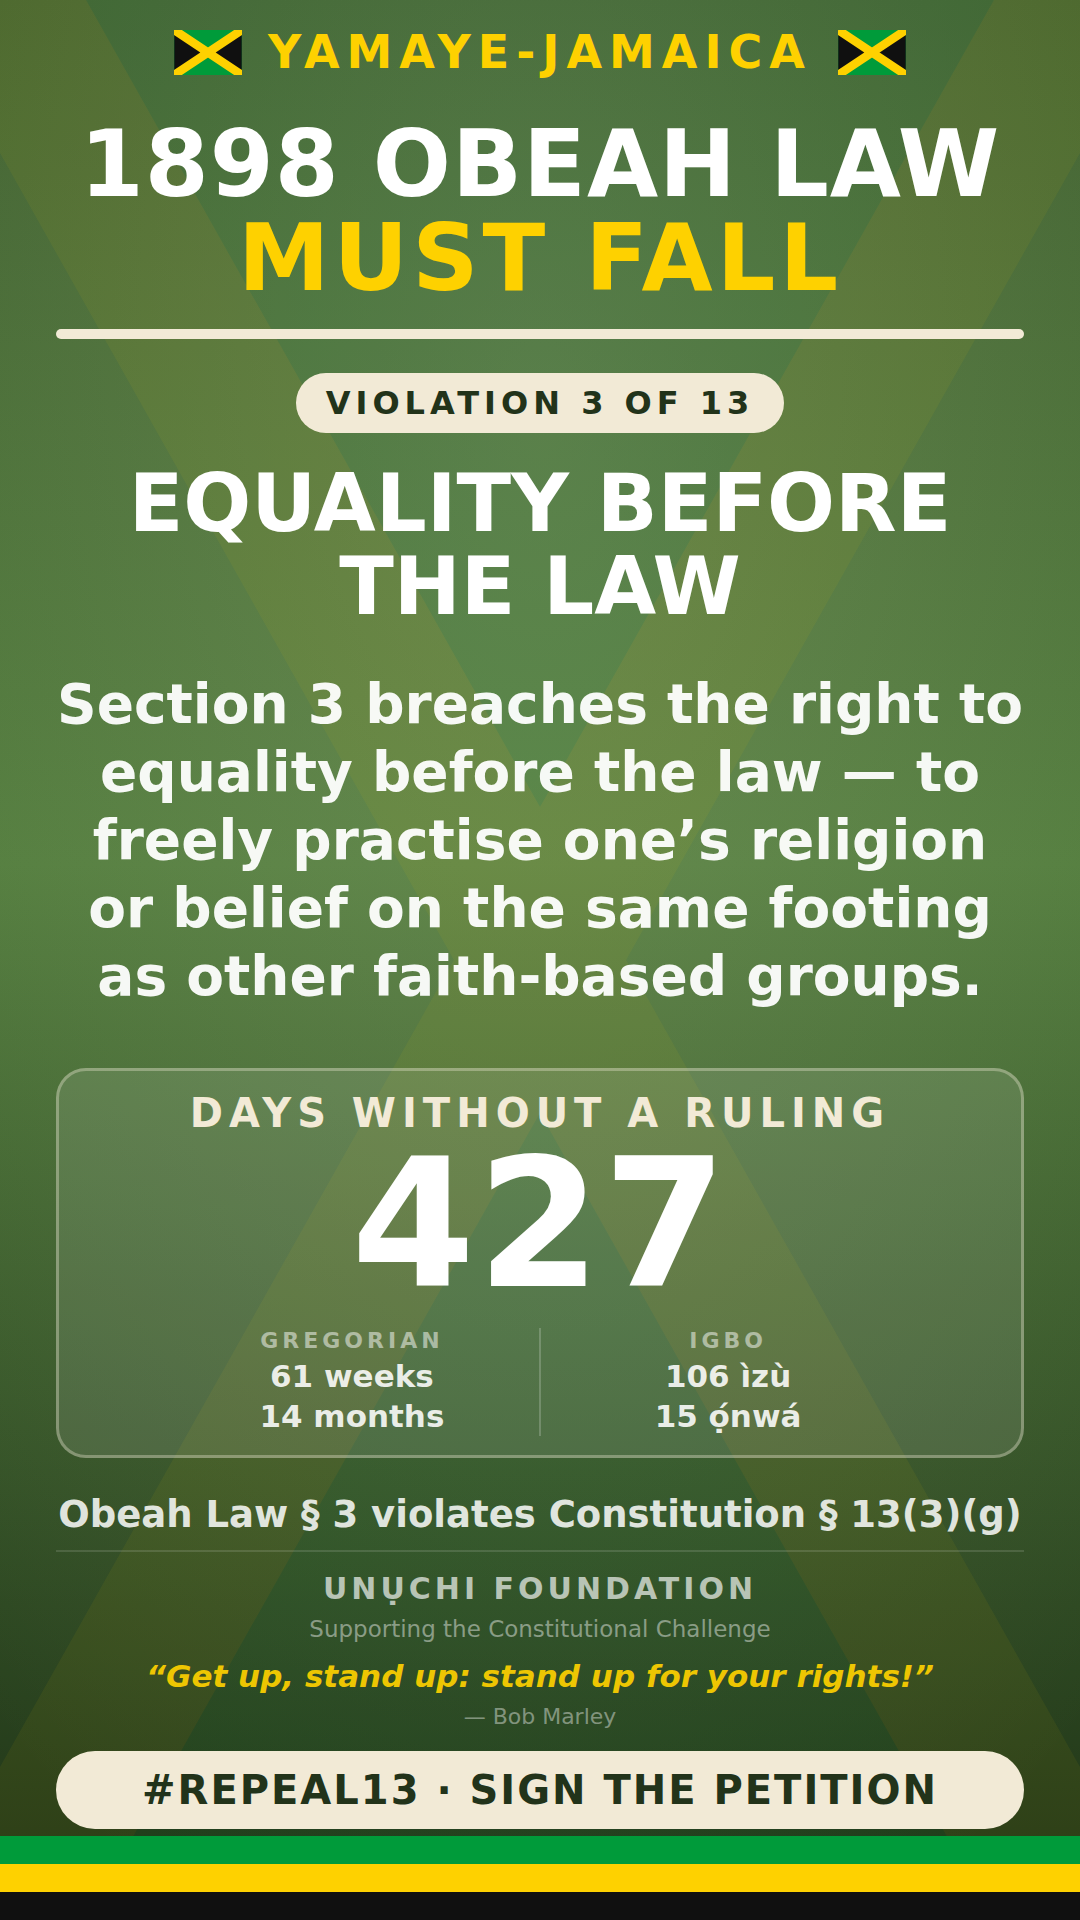 YAMAYE-JAMAICA
1898 OBEAH LAW
MUST FALL
VIOLATION 3 OF 13
EQUALITY BEFORE
THE LAW
Section 3 breaches the right to
equality before the law — to
freely practise one’s religion
or belief on the same footing
as other faith-based groups.
DAYS WITHOUT A RULING
427
GREGORIAN
61 weeks
14 months
IGBO
106 ìzù
15 ọ́nwá
Obeah Law § 3 violates Constitution § 13(3)(g)
UNỤCHI FOUNDATION
Supporting the Constitutional Challenge
“Get up, stand up: stand up for your rights!”
— Bob Marley
#REPEAL13 · SIGN THE PETITION